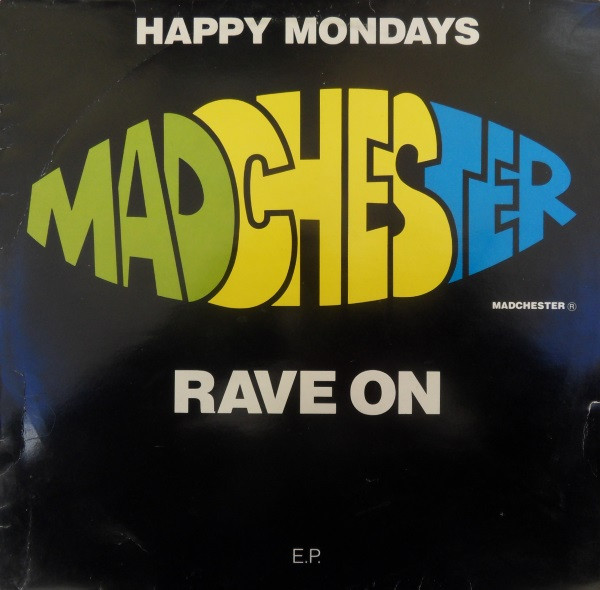 HAPPY MONDAYS
MADCHESTER
MADCHESTER ®
RAVE ON
E.P.